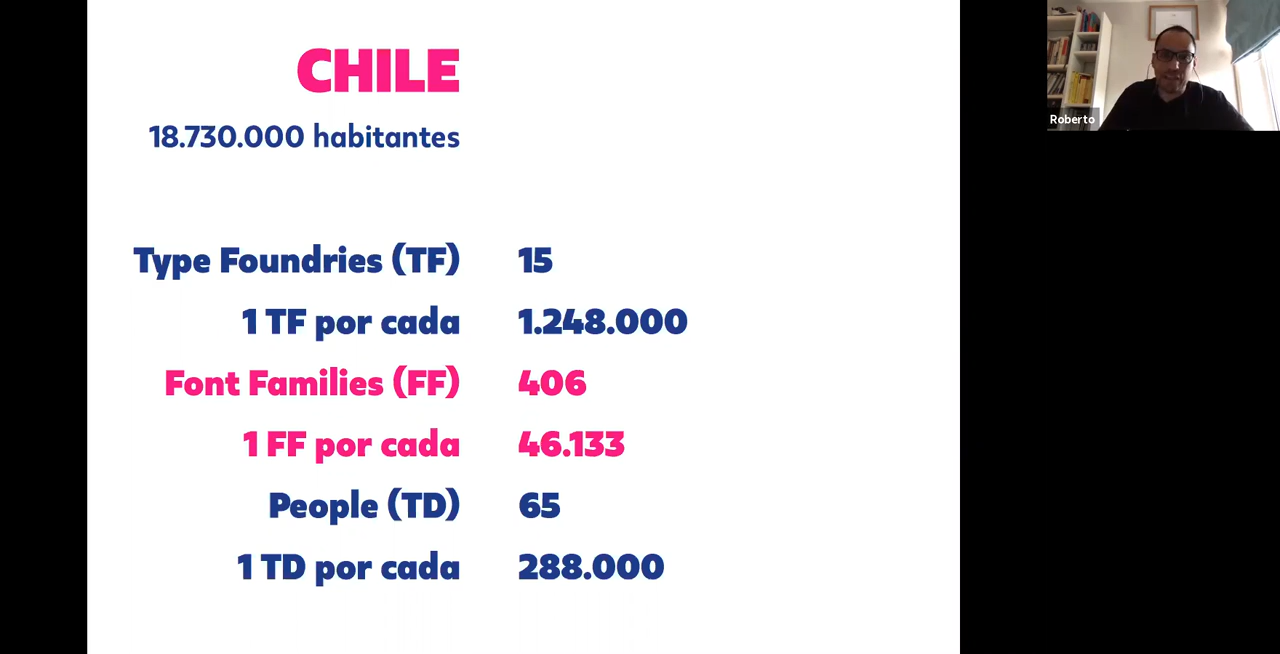 CHILE
18.730.000 habitantes
Type Foundries (TF) 15
1 TF por cada 1.248.000
Font Families (FF) 406
1 FF por cada 46.133
People (TD) 65
1 TD por cada 288.000
Roberto